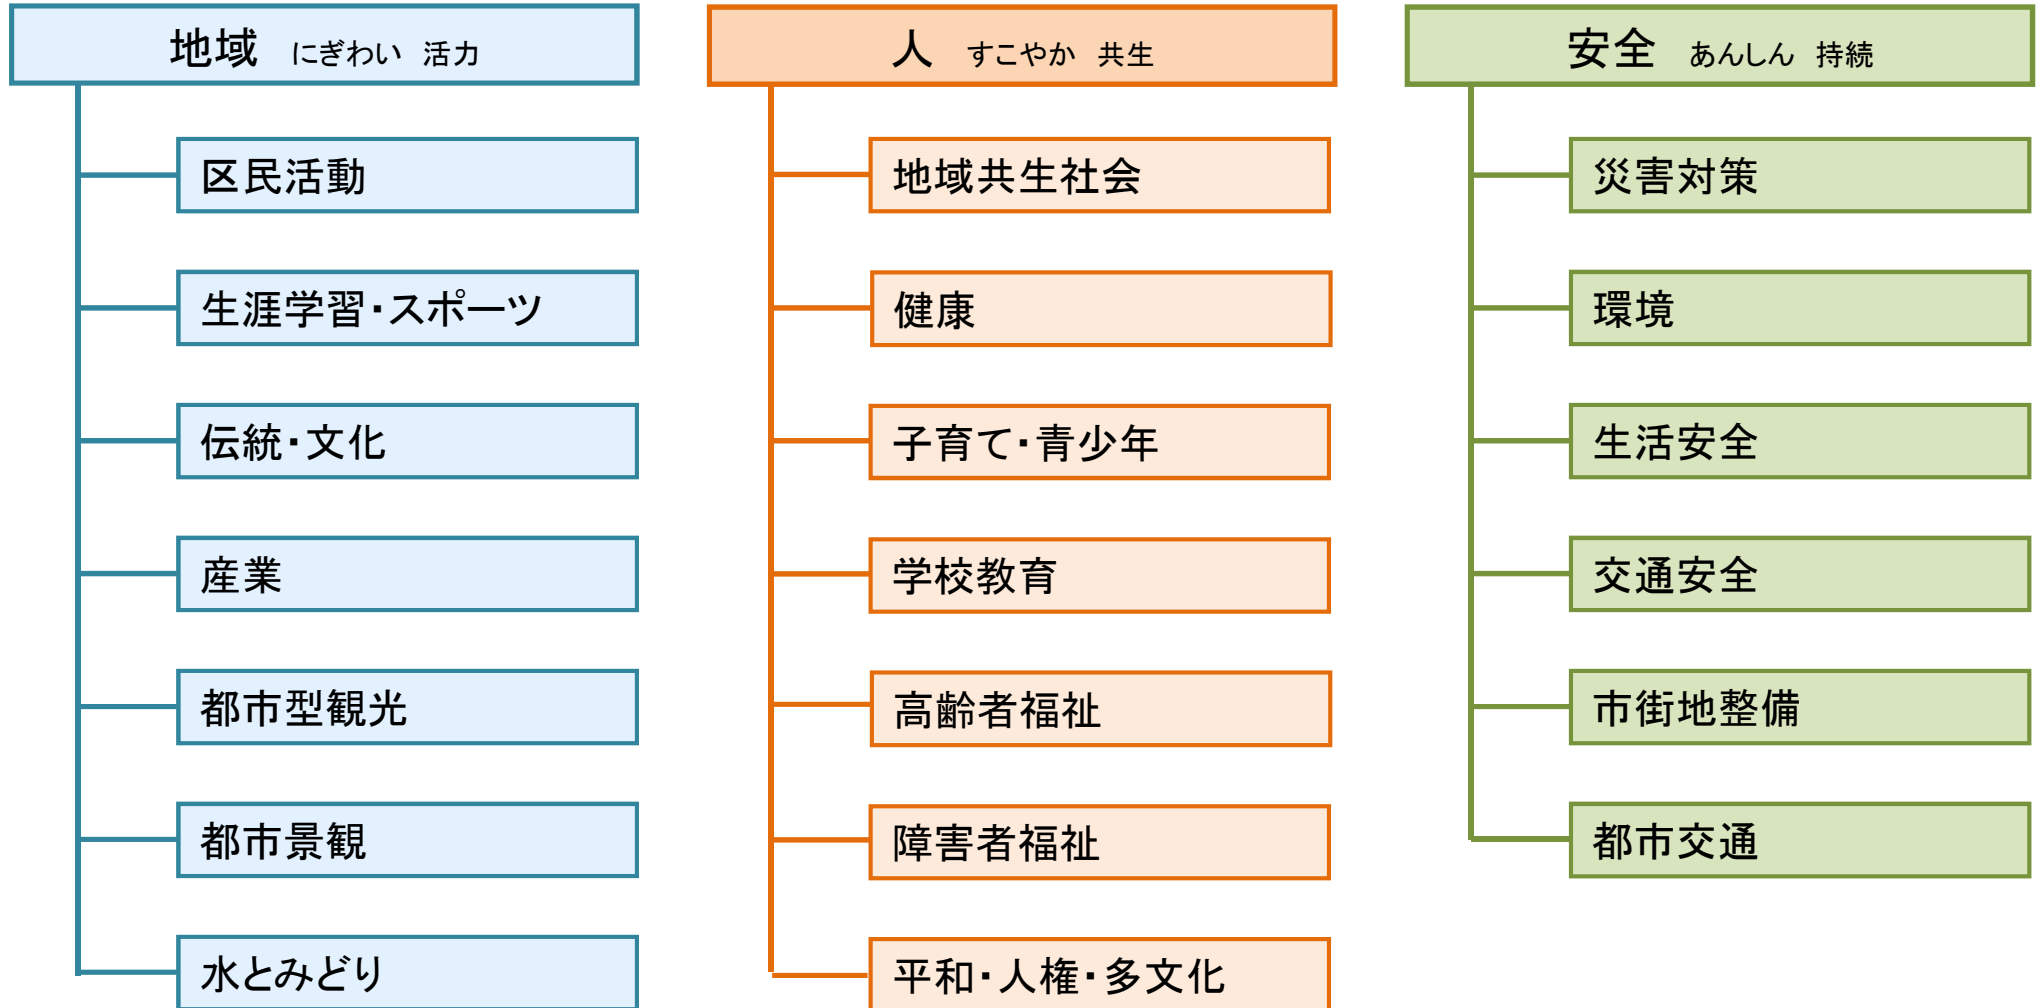 地域 にぎわい 活力
区民活動
生涯学習・スポーツ
伝統・文化
産業
都市型観光
都市景観
水とみどり
人 すこやか 共生
地域共生社会
健康
子育て・青少年
学校教育
高齢者福祉
障害者福祉
平和・人権・多文化
安全 あんしん 持続
災害対策
環境
生活安全
交通安全
市街地整備
都市交通